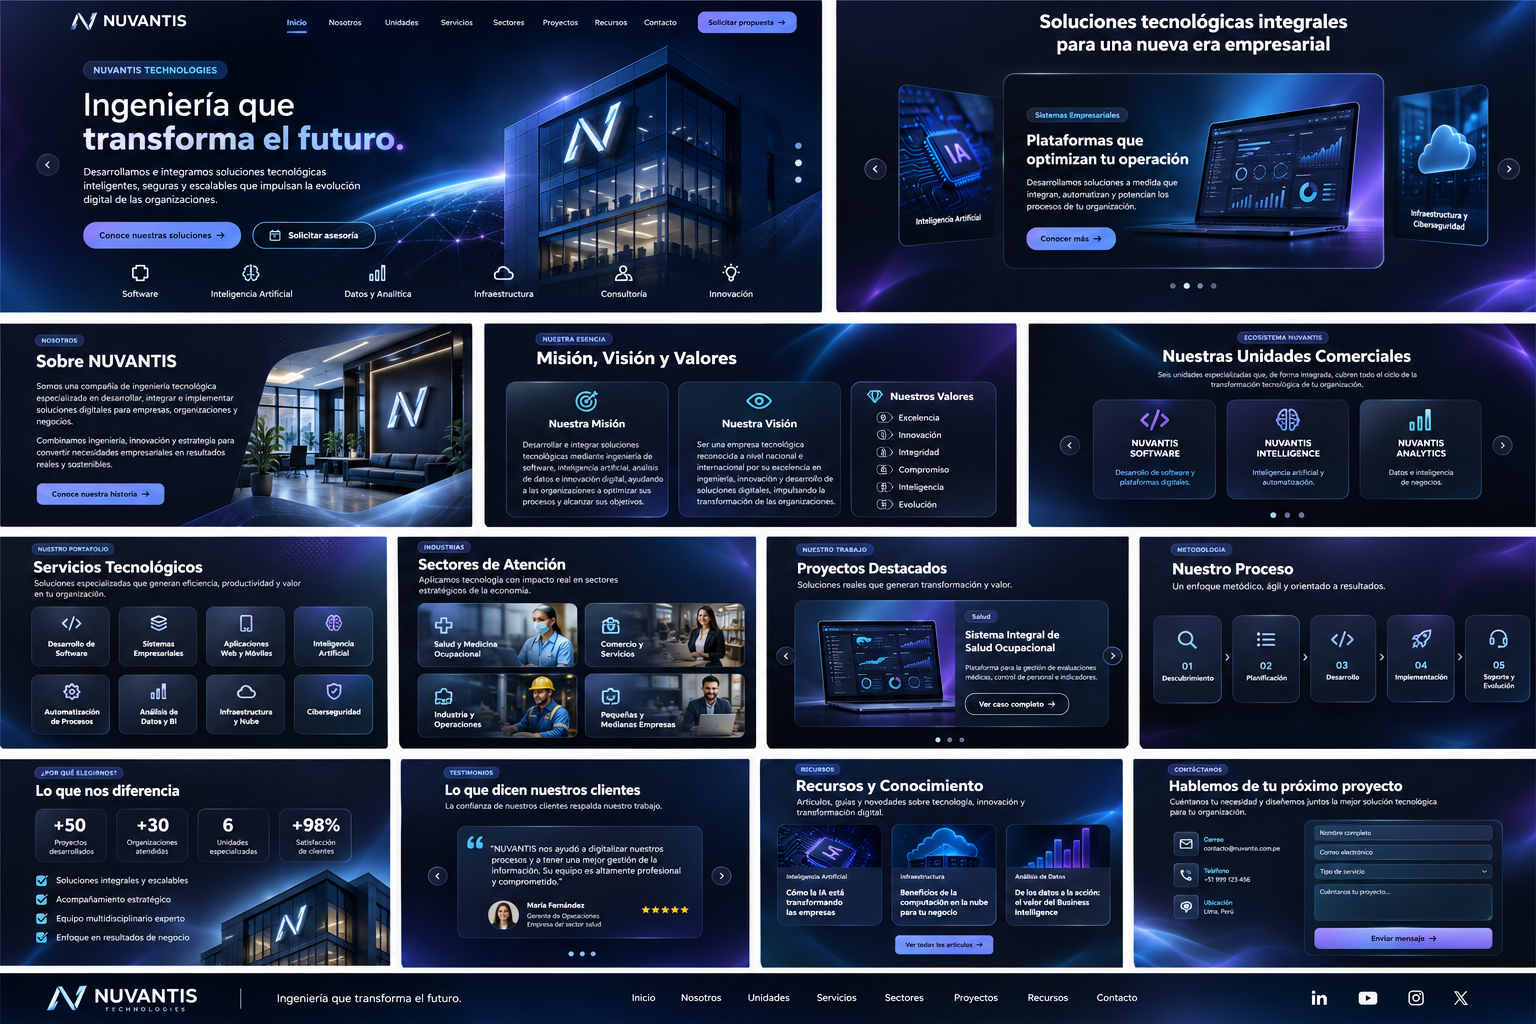 NUVANTIS
Inicio
Nosotros
Unidades
Servicios
Sectores
Proyectos
Recursos
Contacto
Solicitar propuesta →
NUVANTIS TECHNOLOGIES
Ingeniería que
transforma el futuro.
Desarrollamos e integramos soluciones tecnológicas
inteligentes, seguras y escalables que impulsan la evolución
digital de las organizaciones.
Conoce nuestras soluciones →
Solicitar asesoría
Software
Inteligencia Artificial
Datos y Analítica
Infraestructura
Consultoría
Innovación
Soluciones tecnológicas integrales
para una nueva era empresarial
IA
Inteligencia Artificial
Sistemas Empresariales
Plataformas que
optimizan tu operación
Desarrollamos soluciones a medida que
integran, automatizan y potencian los
procesos de tu organización.
Conocer más →
Infraestructura y
Ciberseguridad
NOSOTROS
Sobre NUVANTIS
Somos una compañía de ingeniería tecnológica
especializada en desarrollar, integrar e implementar
soluciones digitales para empresas, organizaciones y
negocios.
Combinamos ingeniería, innovación y estrategia para
convertir necesidades empresariales en resultados
reales y sostenibles.
Conoce nuestra historia →
NUESTRA ESENCIA
Misión, Visión y Valores
Nuestra Misión
Desarrollar e integrar soluciones
tecnológicas mediante ingeniería de
software, inteligencia artificial, análisis
de datos e innovación digital, ayudando
a las organizaciones a optimizar sus
procesos y alcanzar sus objetivos.
Nuestra Visión
Ser una empresa tecnológica
reconocida a nivel nacional e
internacional por su excelencia en
ingeniería, innovación y desarrollo de
soluciones digitales, impulsando la
transformación de las organizaciones.
Nuestros Valores
Excelencia
Innovación
Integridad
Compromiso
Inteligencia
Evolución
ECOSISTEMA NUVANTIS
Nuestras Unidades Comerciales
Seis unidades especializadas que, de forma integrada, cubren todo el ciclo de la
transformación tecnológica de tu organización.
NUVANTIS
SOFTWARE
Desarrollo de software y
plataformas digitales.
NUVANTIS
INTELLIGENCE
Inteligencia artificial y
automatización.
NUVANTIS
ANALYTICS
Datos e inteligencia
de negocios.
NUESTRO PORTAFOLIO
Servicios Tecnológicos
Soluciones especializadas que generan eficiencia, productividad y valor
en tu organización.
Desarrollo de
Software
Sistemas
Empresariales
Aplicaciones
Web y Móviles
Inteligencia
Artificial
Automatización
de Procesos
Análisis de
Datos y BI
Infraestructura
y Nube
Ciberseguridad
INDUSTRIAS
Sectores de Atención
Aplicamos tecnología con impacto real en sectores
estratégicos de la economía.
Salud y Medicina
Ocupacional
Comercio y
Servicios
Industria y
Operaciones
Pequeñas y
Medianas Empresas
NUESTRO TRABAJO
Proyectos Destacados
Soluciones reales que generan transformación y valor.
Salud
Sistema Integral de
Salud Ocupacional
Plataforma para la gestión de evaluaciones
médicas, control de personal e indicadores.
Ver caso completo →
METODOLOGÍA
Nuestro Proceso
Un enfoque metódico, ágil y orientado a resultados.
01
Descubrimiento
02
Planificación
03
Desarrollo
04
Implementación
05
Soporte y
Evolución
¿POR QUÉ ELEGIRNOS?
Lo que nos diferencia
+50
Proyectos
desarrollados
+30
Organizaciones
atendidas
6
Unidades
especializadas
+98%
Satisfacción
de clientes
Soluciones integrales y escalables
Acompañamiento estratégico
Equipo multidisciplinario experto
Enfoque en resultados de negocio
TESTIMONIOS
Lo que dicen nuestros clientes
La confianza de nuestros clientes respalda nuestro trabajo.
"NUVANTIS nos ayudó a digitalizar nuestros
procesos y a tener una mejor gestión de la
información. Su equipo es altamente profesional
y comprometido."
María Fernández
Gerente de Operaciones
Empresa del sector salud
RECURSOS
Recursos y Conocimiento
Artículos, guías y novedades sobre tecnología, innovación y
transformación digital.
Inteligencia Artificial
Cómo la IA está
transformando
las empresas
Infraestructura
Beneficios de la
computación en la nube
para tu negocio
Análisis de Datos
De los datos a la acción:
el valor del Business
Intelligence
Ver todos los artículos →
CONTÁCTANOS
Hablemos de tu próximo proyecto
Cuéntanos tu necesidad y diseñemos juntos la mejor solución tecnológica
para tu organización.
Correo
contacto@nuvantis.com.pe
Teléfono
+51 999 123 456
Ubicación
Lima, Perú
Nombre completo
Correo electrónico
Tipo de servicio
Cuéntanos tu proyecto...
Enviar mensaje →
NUVANTIS
TECHNOLOGIES
Ingeniería que transforma el futuro.
Inicio
Nosotros
Unidades
Servicios
Sectores
Proyectos
Recursos
Contacto